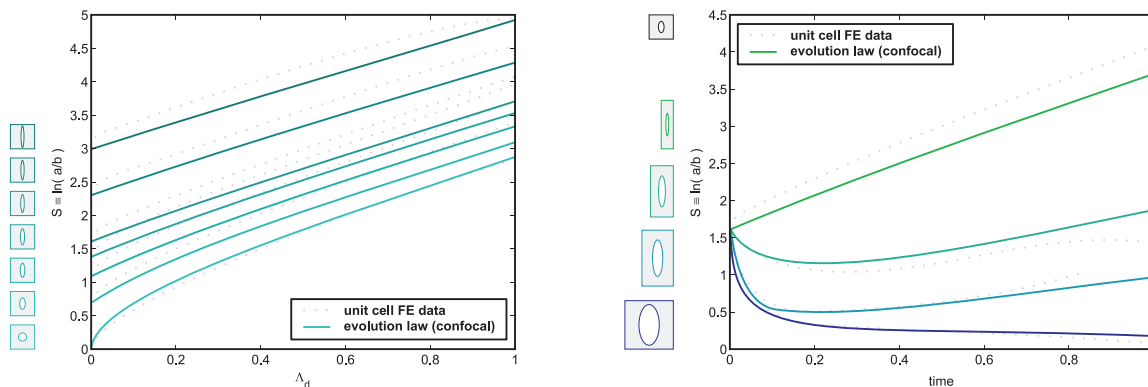 5
4.5
4
3.5
3
2.5
2
1.5
1
0.5
0
S ≡ ln( a/b )
unit cell FE data
evolution law (confocal)
0 0.2 0.4 0.6 0.8 1
Λ_d
4.5
4
3.5
3
2.5
2
1.5
1
0.5
0
S ≡ ln( a/b )
unit cell FE data
evolution law (confocal)
0 0.2 0.4 0.6 0.8
time